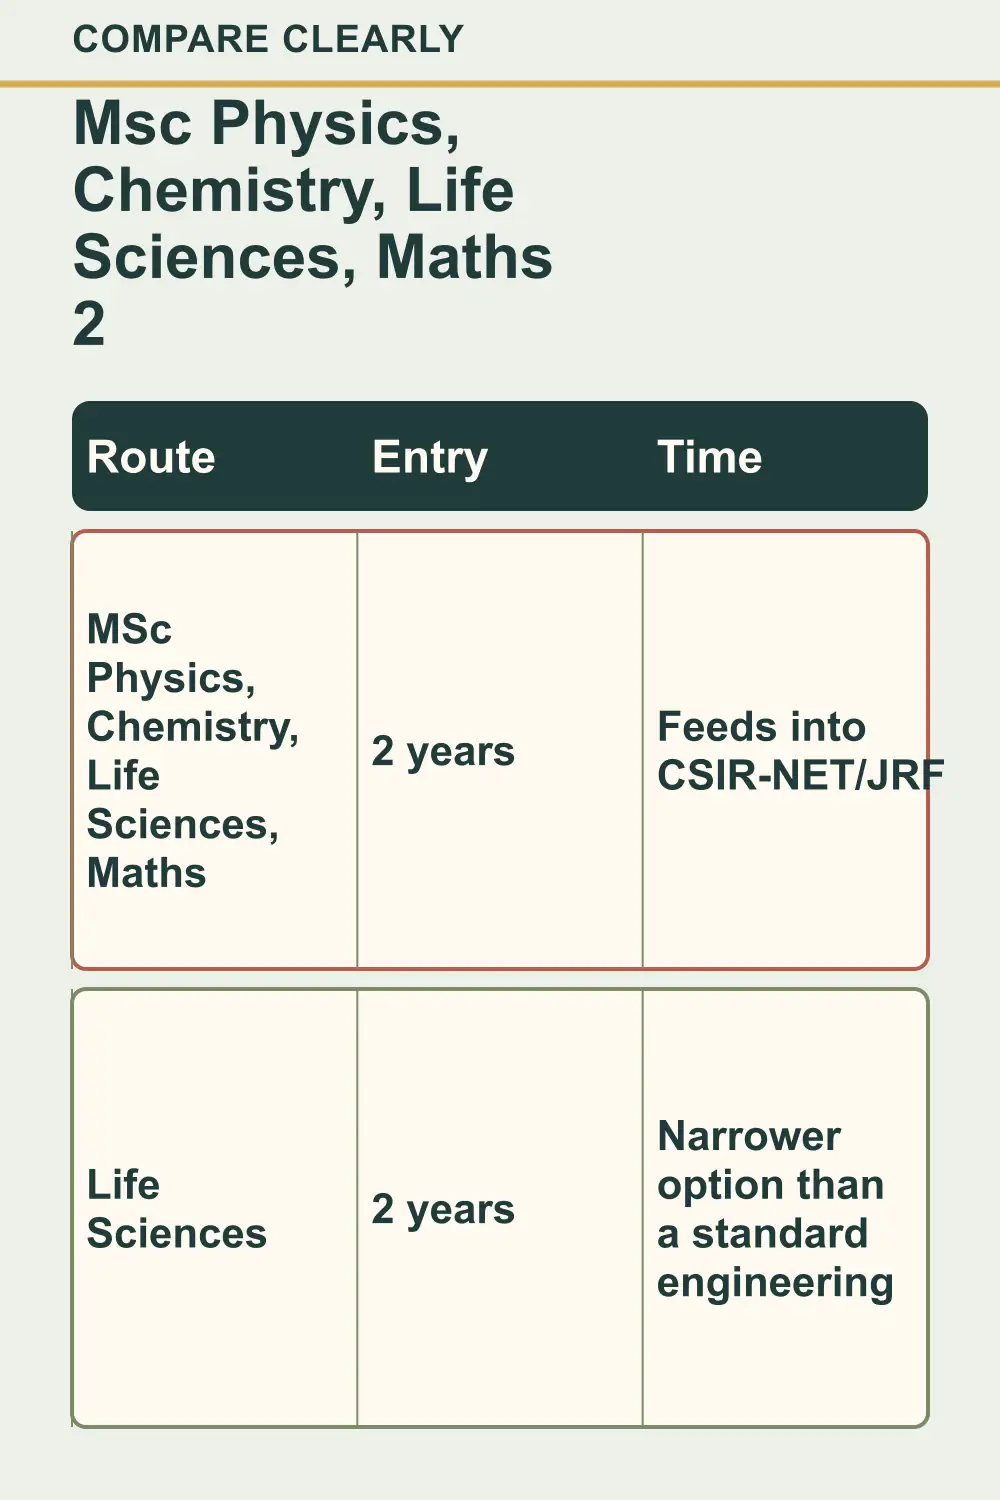 COMPARE CLEARLY
Msc Physics,
Chemistry, Life
Sciences, Maths
2
Route Entry Time
MSc
Physics,
Chemistry,
Life
Sciences,
Maths
2 years
Feeds into
CSIR-NET/JRF
Life
Sciences
2 years
Narrower
option than
a standard
engineering